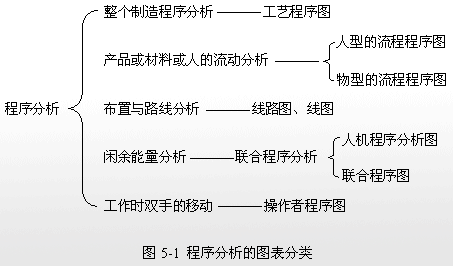 整个制造程序分析 —— 工艺程序图
人型的流程程序图
产品或材料或人的流动分析 ——
物型的流程程序图
程序分析
布置与路线分析 —— 线路图、线图
人机程序分析图
闲余能量分析 —— 联合程序分析
联合程序图
工作时双手的移动 —— 操作者程序图
图 5-1 程序分析的图表分类